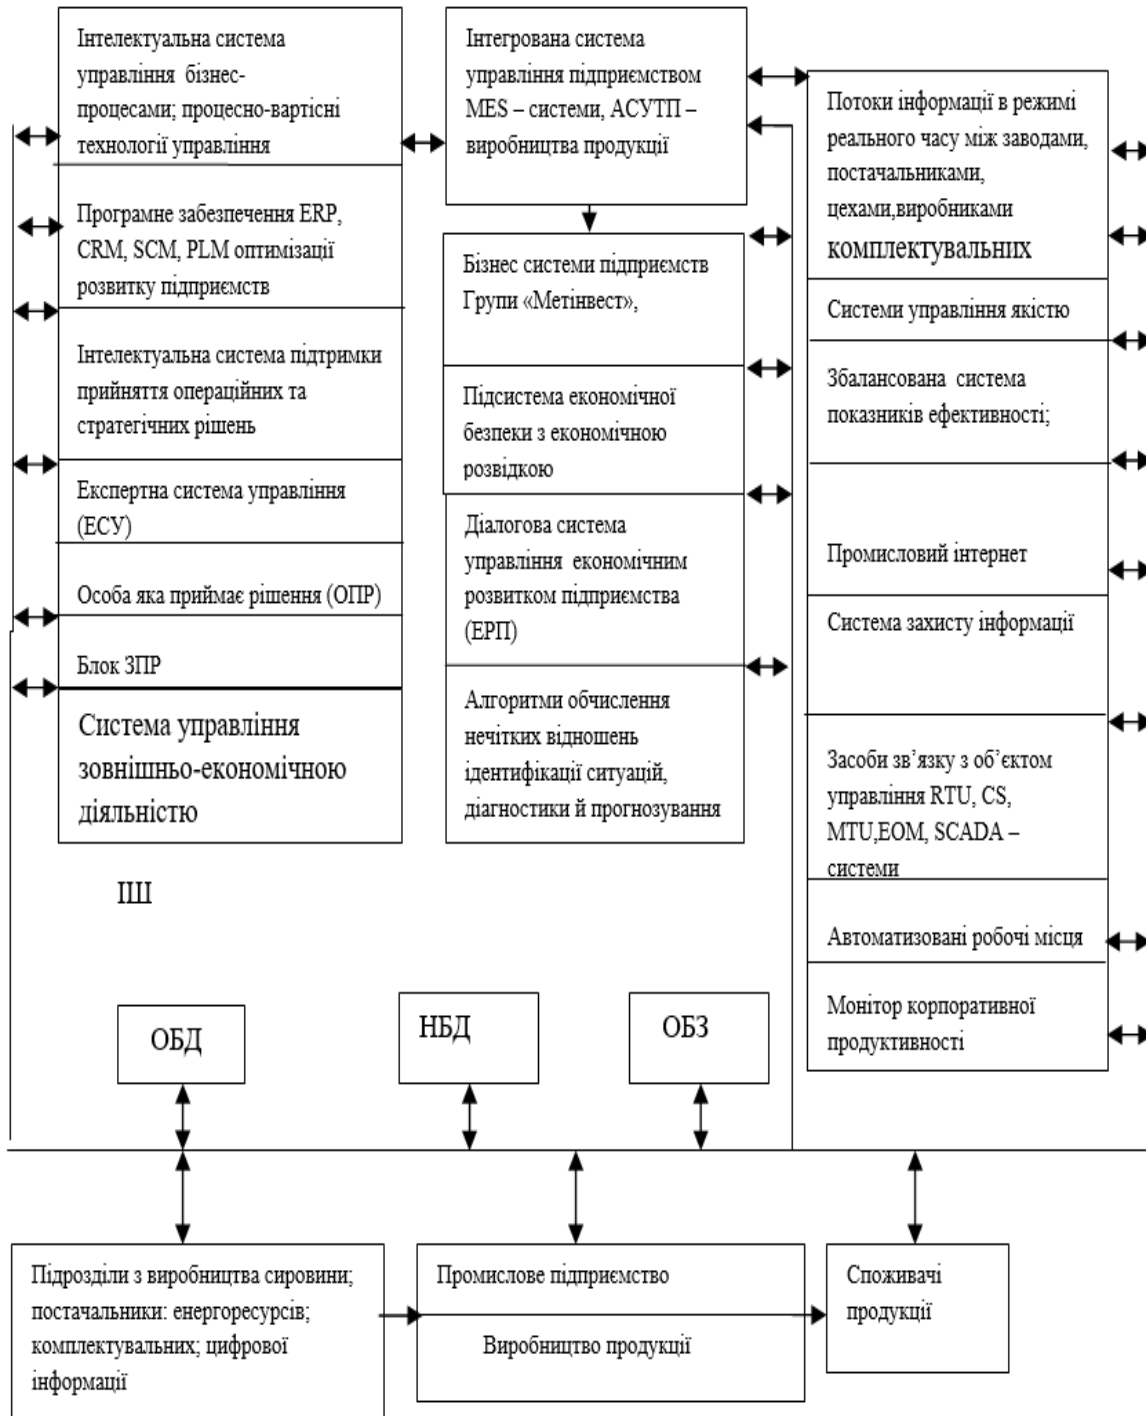 Інтелектуальна система
управління бізнес-
процесами; процесно-вартісні
технології управління
Програмне забезпечення ERP,
CRM, SCM, PLM оптимізації
розвитку підприємств
Інтелектуальна система підтримки
прийняття операційних та
стратегічних рішень
Експертна система управління
(ЕСУ)
Особа яка приймає рішення (ОПР)
Блок ЗПР
Система управління
зовнішньо-економічною
діяльністю
ІШ
Інтегрована система
управління підприємством
MES – системи, АСУТП –
виробництва продукції
Бізнес системи підприємств
Групи «Метінвест»,
Підсистема економічної
безпеки з економічною
розвідкою
Діалогова система
управління економічним
розвитком підприємства
(ЕРП)
Алгоритми обчислення
нечітких відношень
ідентифікації ситуацій,
діагностики й прогнозування
Потоки інформації в режимі
реального часу між заводами,
постачальниками,
цехами,виробниками
комплектувальних
Системи управління якістю
Збалансована система
показників ефективності;
Промисловий інтернет
Система захисту інформації
Засоби зв’язку з об’єктом
управління RTU, CS,
MTU,EOM, SCADA –
системи
Автоматизовані робочі місця
Монітор корпоративної
продуктивності
ОБД
НБД
ОБЗ
Підрозділи з виробництва сировини;
постачальники: енергоресурсів;
комплектувальних; цифрової
інформації
Промислове підприємство
Виробництво продукції
Споживачі
продукції